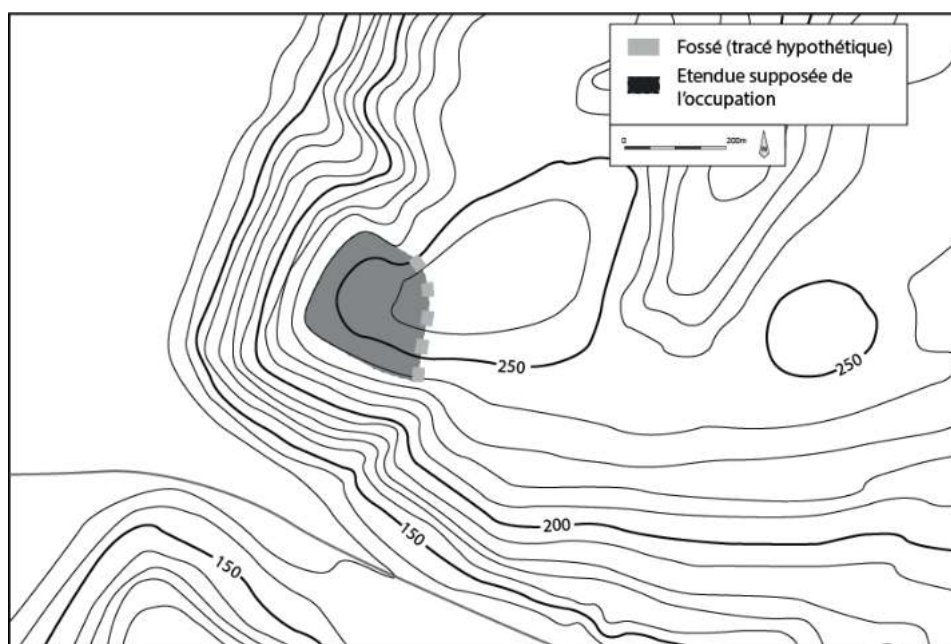 Fossé (tracé hypothétique)
Etendue supposée de
l'occupation
0 200m
250
250
200
150
150